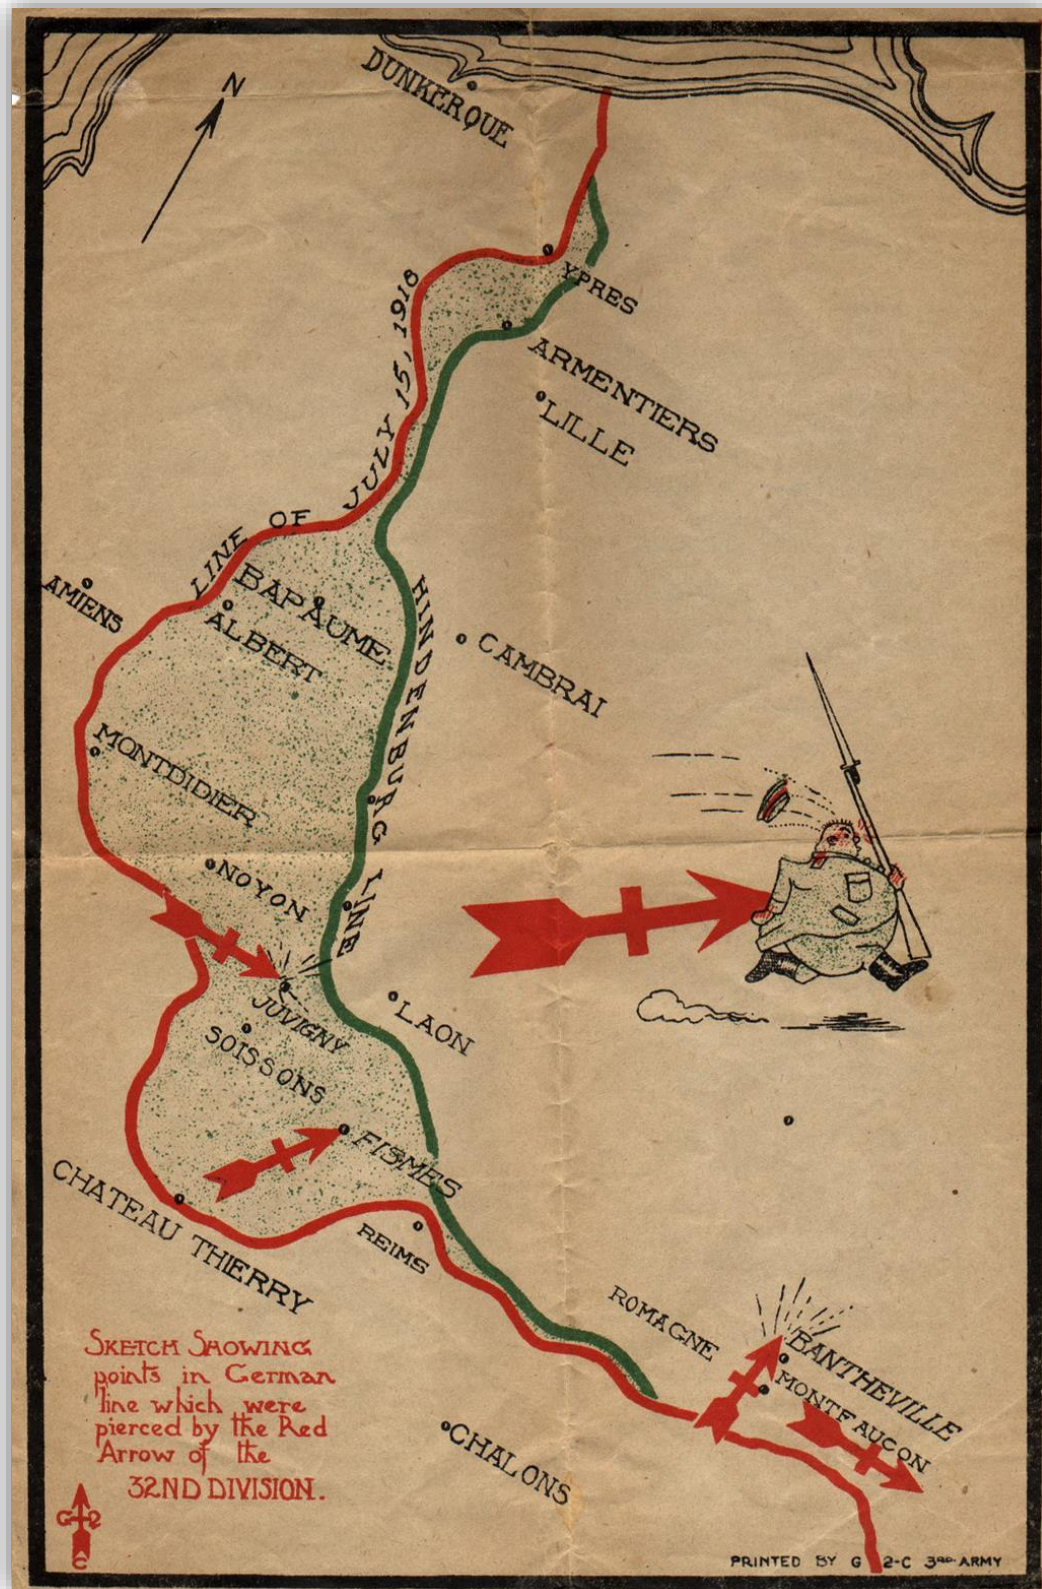 N
DUNKERQUE
YPRES
ARMENTIERS
LILLE
LINE OF JULY 15, 1918
AMIENS
BAPAUME
ALBERT
HINDENBURG LINE
CAMBRAI
MONTDIDIER
NOYON
JUVIGNY
LAON
SOISSONS
FISMES
CHATEAU THIERRY
REIMS
ROMAGNE
BANTHEVILLE
MONTFAUCON
CHALONS
SKETCH SHOWING
points in German
line which were
pierced by the Red
Arrow of the
32ND DIVISION.
G-2
C
PRINTED BY G 2-C 3RD ARMY